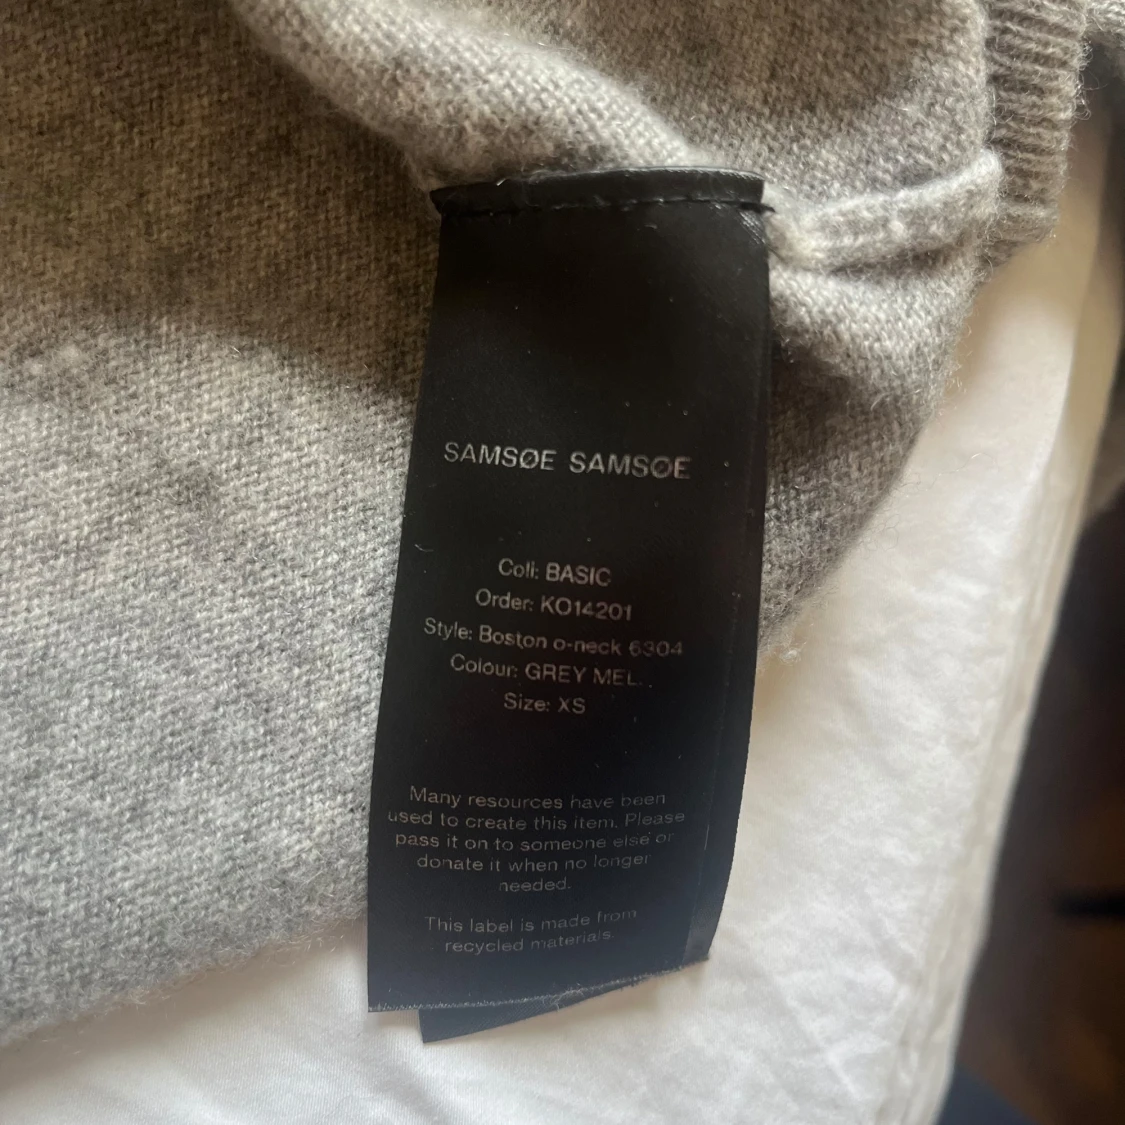 SAMSØE SAMSØE
Coll: BASIC
Order: KO14201
Style: Boston o-neck 6304
Colour: GREY MEL..
Size: XS
Many resources have been
used to create this item. Please
pass it on to someone else or
donate it when no longer
needed.
This label is made from
recycled materials.